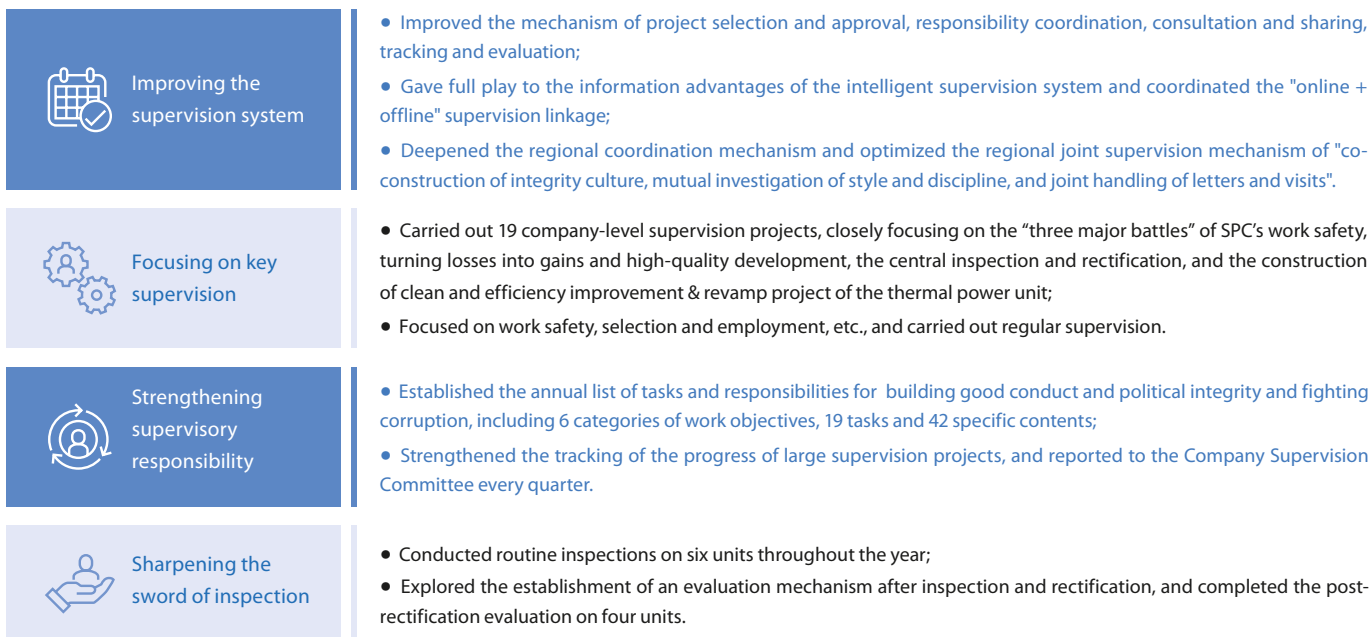 Improving the
supervision system
● Improved the mechanism of project selection and approval, responsibility coordination, consultation and sharing,
tracking and evaluation;
● Gave full play to the information advantages of the intelligent supervision system and coordinated the "online +
offline" supervision linkage;
● Deepened the regional coordination mechanism and optimized the regional joint supervision mechanism of "co-
construction of integrity culture, mutual investigation of style and discipline, and joint handling of letters and visits".
Focusing on key
supervision
● Carried out 19 company-level supervision projects, closely focusing on the “three major battles” of SPC’s work safety,
turning losses into gains and high-quality development, the central inspection and rectification, and the construction
of clean and efficiency improvement & revamp project of the thermal power unit;
● Focused on work safety, selection and employment, etc., and carried out regular supervision.
Strengthening
supervisory
responsibility
● Established the annual list of tasks and responsibilities for building good conduct and political integrity and fighting
corruption, including 6 categories of work objectives, 19 tasks and 42 specific contents;
● Strengthened the tracking of the progress of large supervision projects, and reported to the Company Supervision
Committee every quarter.
Sharpening the
sword of inspection
● Conducted routine inspections on six units throughout the year;
● Explored the establishment of an evaluation mechanism after inspection and rectification, and completed the post-
rectification evaluation on four units.